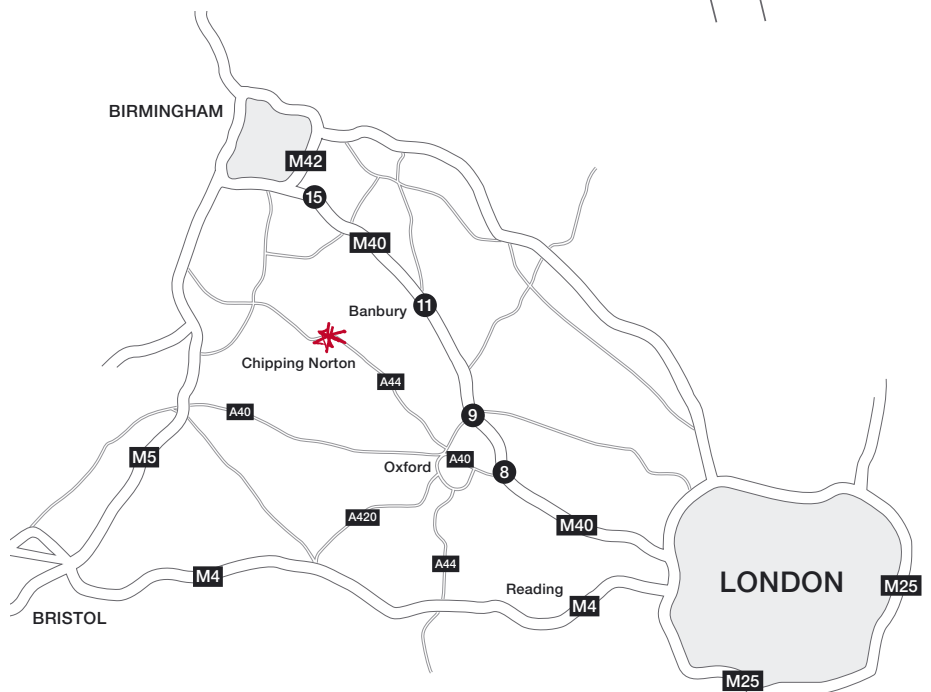 BIRMINGHAM
M42
15
M40
Banbury
11
Chipping Norton
A44
A40
9
M5
Oxford
A40
8
A420
M40
A44
M4
Reading
M4
LONDON
M25
BRISTOL
M25